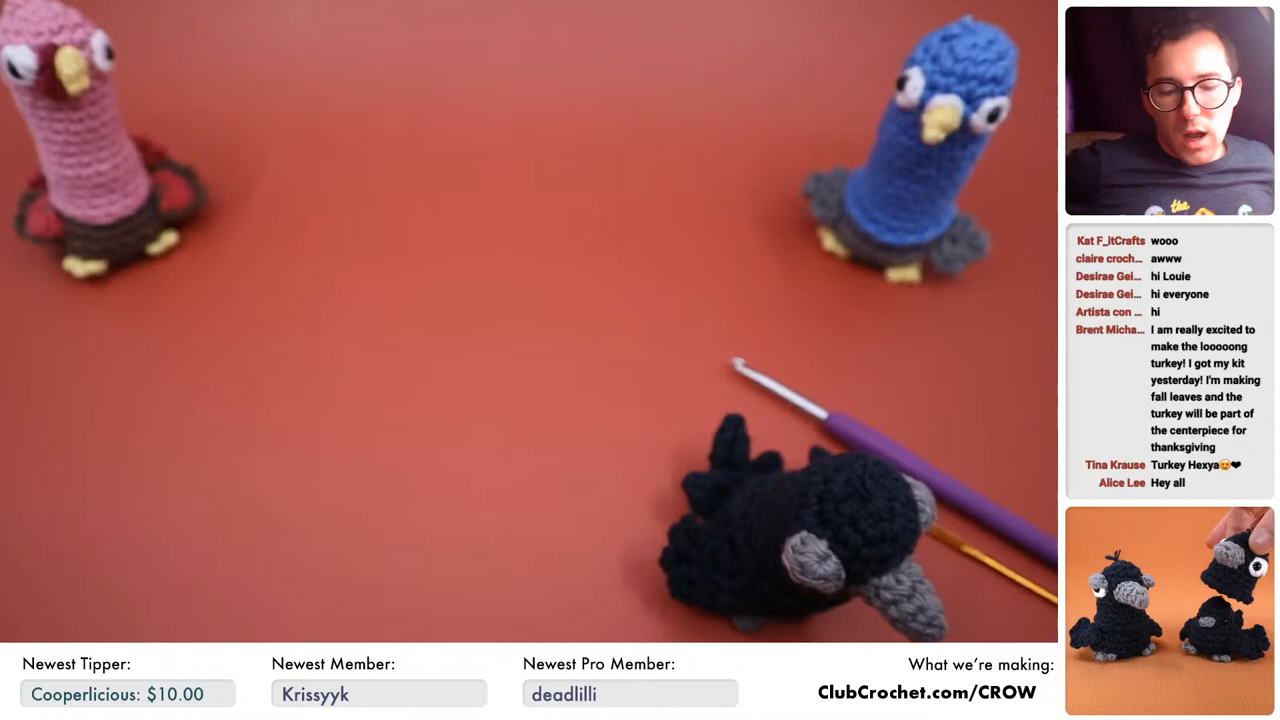 the
Kat F_itCrafts wooo
claire croch... awww
Desirae Gei... hi Louie
Desirae Gei... hi everyone
Artista con ... hi
Brent Micha... I am really excited to
make the looooong
turkey! I got my kit
yesterday! I'm making
fall leaves and the
turkey will be part of
the centerpiece for
thanksgiving
Tina Krause Turkey Hexya😍❤
Alice Lee Hey all
Newest Tipper:
Cooperlicious: $10.00
Newest Member:
Krissyyk
Newest Pro Member:
deadlilli
What we're making:
ClubCrochet.com/CROW